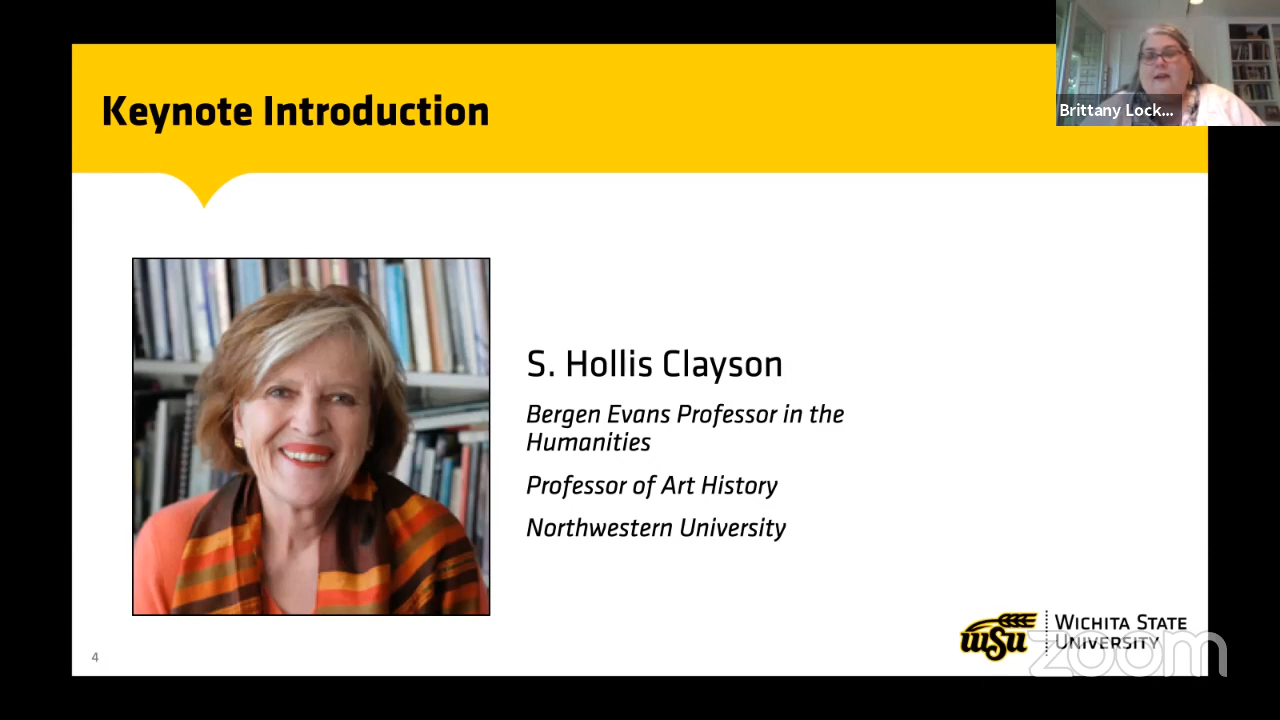 Keynote Introduction
Brittany Lock...
S. Hollis Clayson
Bergen Evans Professor in the
Humanities
Professor of Art History
Northwestern University
4
wsu
WICHITA STATE
UNIVERSITY
zoom